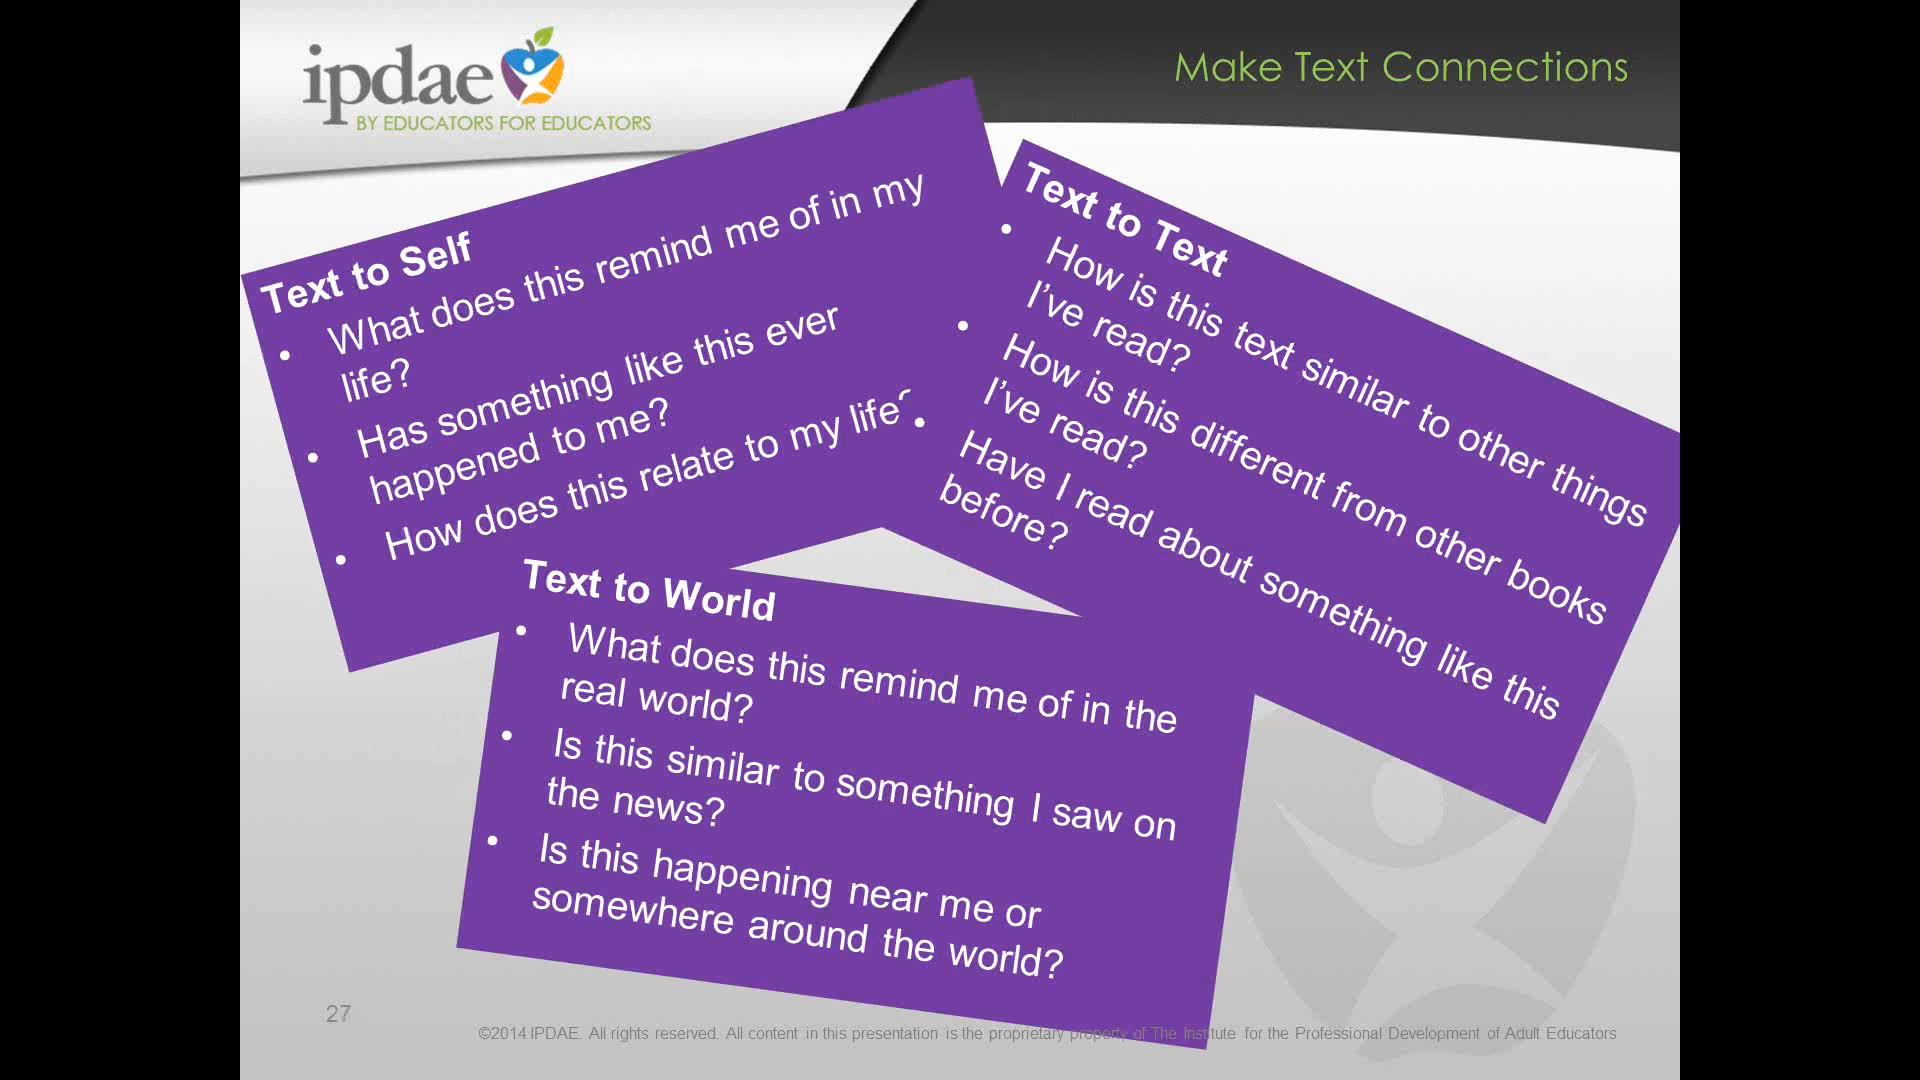 ipdae
BY EDUCATORS FOR EDUCATORS
Make Text Connections
Text to Self
• What does this remind me of in my
life?
• Has something like this ever
happened to me?
• How does this relate to my life?
Text to Text
• How is this text similar to other things
I've read?
• How is this different from other books
I've read?
• Have I read about something like this
before?
Text to World
• What does this remind me of in the
real world?
• Is this similar to something I saw on
the news?
• Is this happening near me or
somewhere around the world?
27
©2014 IPDAE. All rights reserved. All content in this presentation is the proprietary property of The Institute for the Professional Development of Adult Educators